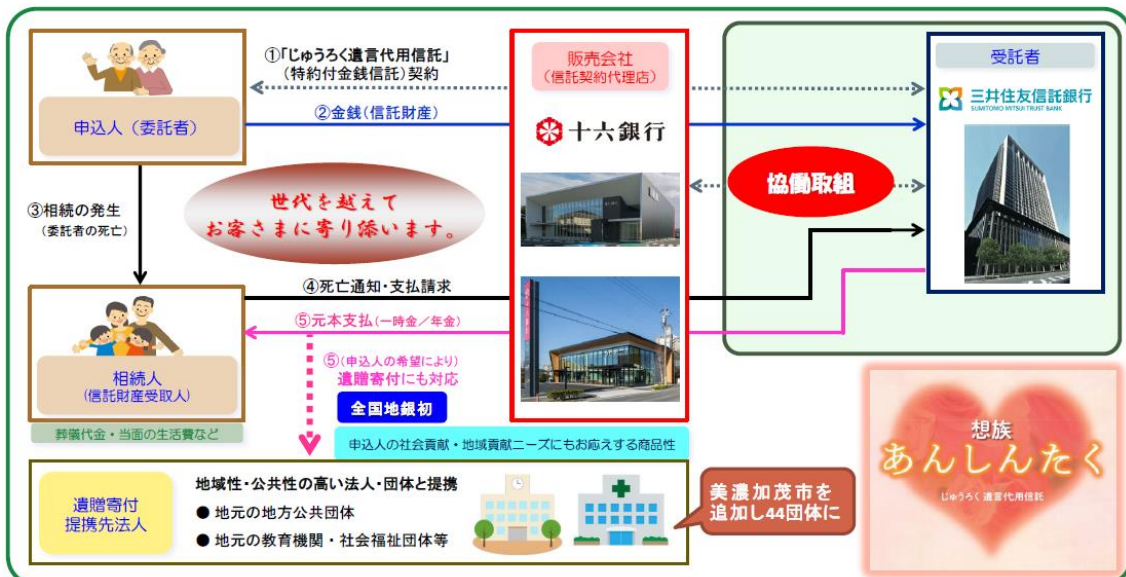 ①「じゅうろく遺言代用信託」
(特約付金銭信託)契約
販売会社
(信託契約代理店)
受託者
三井住友信託銀行
SUMITOMO MITSUI TRUST BANK
申込人(委託者)
②金銭(信託財産)
十六銀行
協働取組
世代を越えて
お客さまに寄り添います。
③相続の発生
(委託者の死亡)
④死亡通知・支払請求
⑤元本支払(一時金/年金)
⑤(申込人の希望により)
遺贈寄付にも対応
相続人
(信託財産受取人)
全国地銀初
葬儀代金・当面の生活費など
申込人の社会貢献・地域貢献ニーズにもお応えする商品性
遺贈寄付
提携先法人
地域性・公共性の高い法人・団体と提携
● 地元の地方公共団体
● 地元の教育機関・社会福祉団体等
美濃加茂市を
追加し44団体に
想族
あんしんたく
じゅうろく遺言代用信託